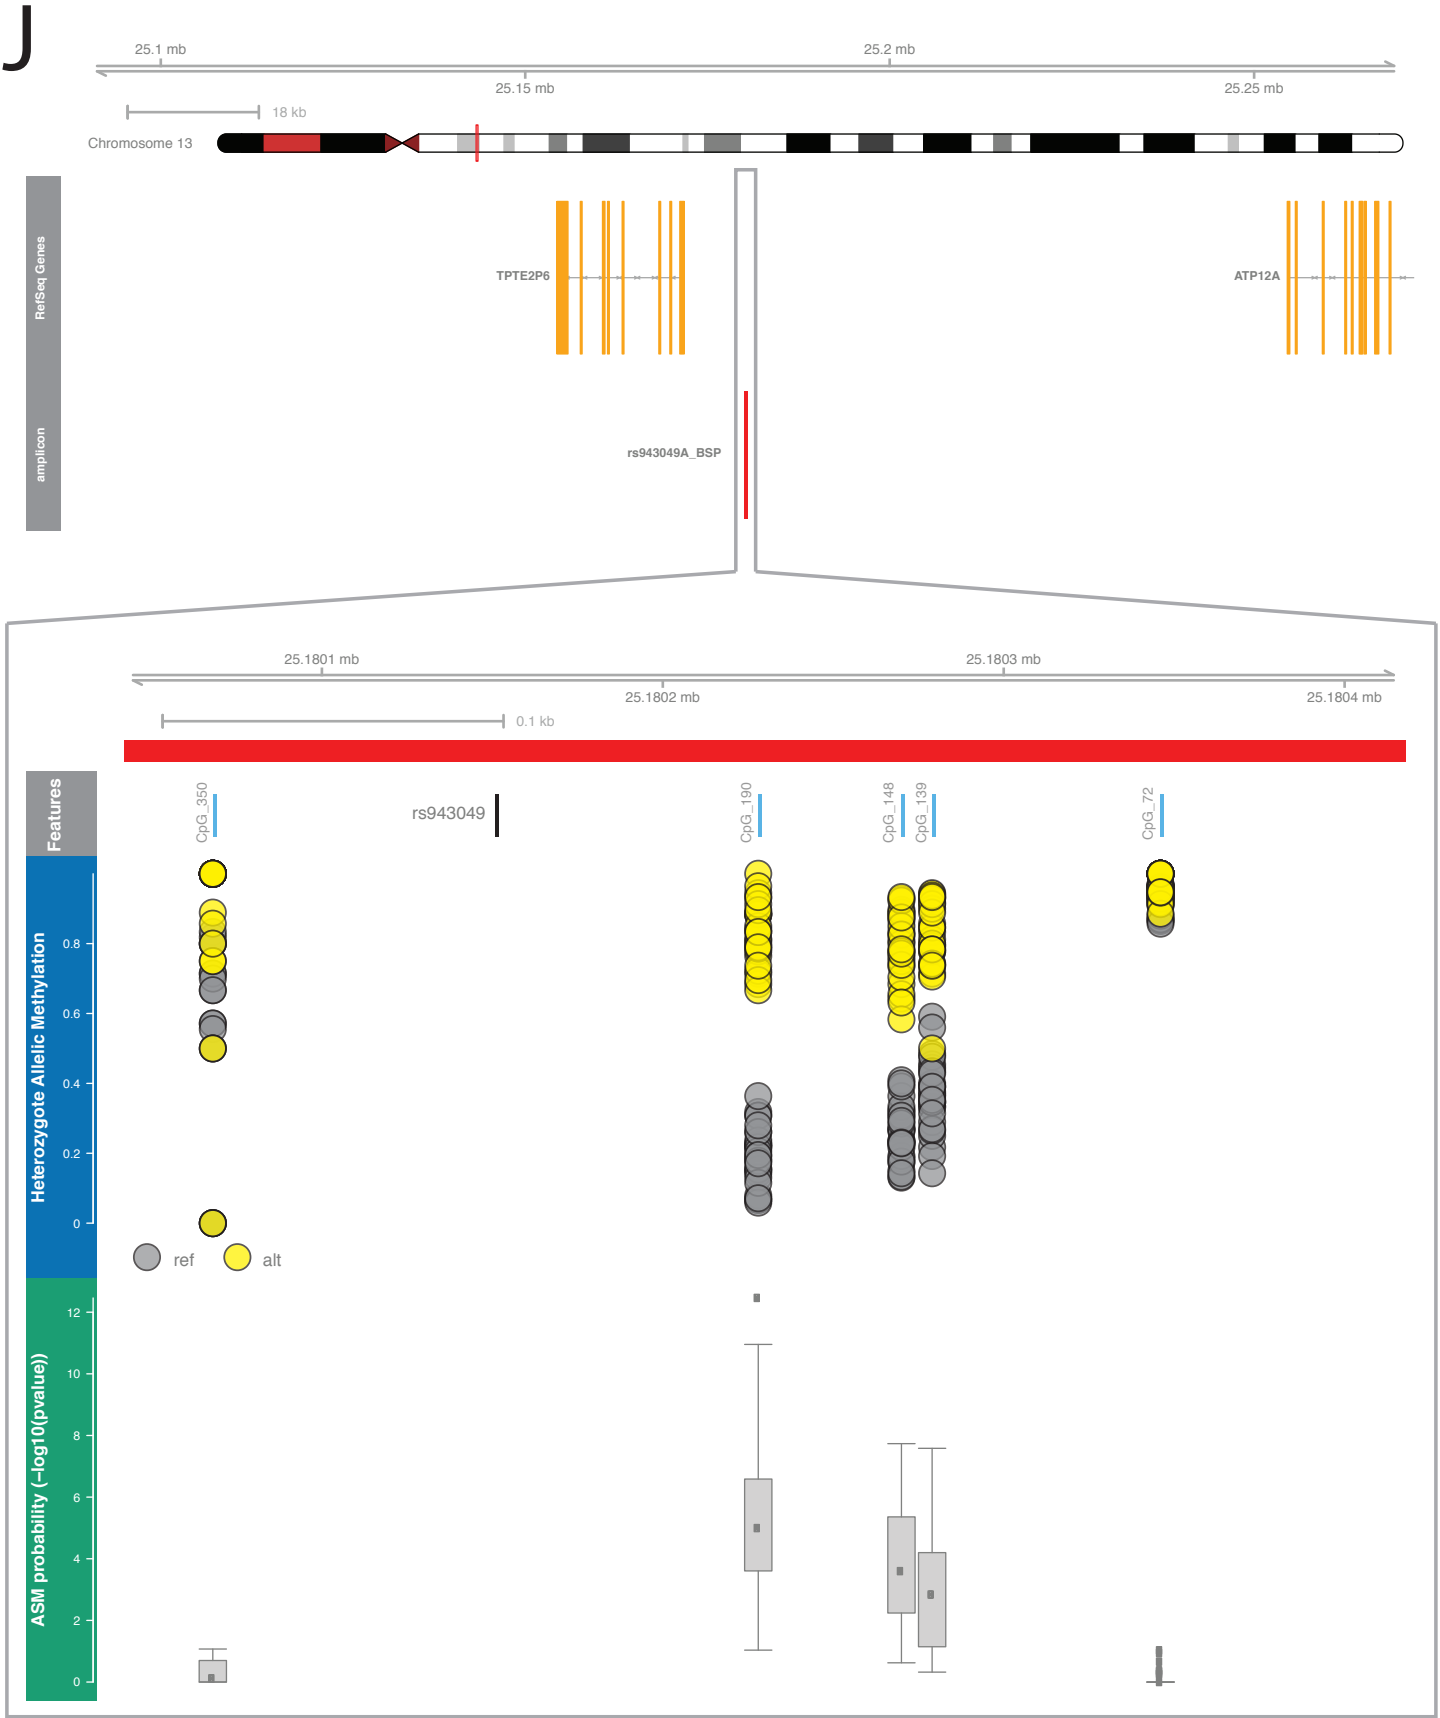 J
25.1 mb
25.2 mb
25.15 mb
25.25 mb
18 kb
Chromosome 13
RefSeq Genes
TPTE2P6
ATP12A
amplicon
rs943049A_BSP
25.1801 mb
25.1803 mb
25.1802 mb
25.1804 mb
0.1 kb
Features
CpG_350
rs943049
CpG_190
CpG_148
CpG_139
CpG_72
Heterozygote Allelic Methylation
0.8
0.6
0.4
0.2
0
ref
alt
ASM probability (−log10(pvalue))
12
10
8
6
4
2
0